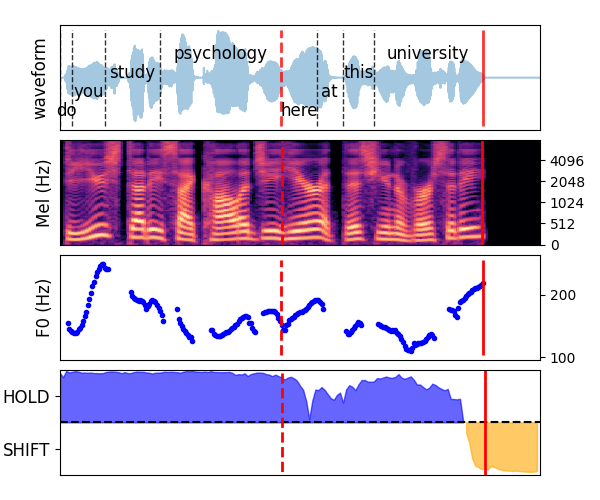 waveform
do you study psychology here at this university
Mel (Hz)
4096
2048
1024
512
0
F0 (Hz)
200
100
HOLD
SHIFT